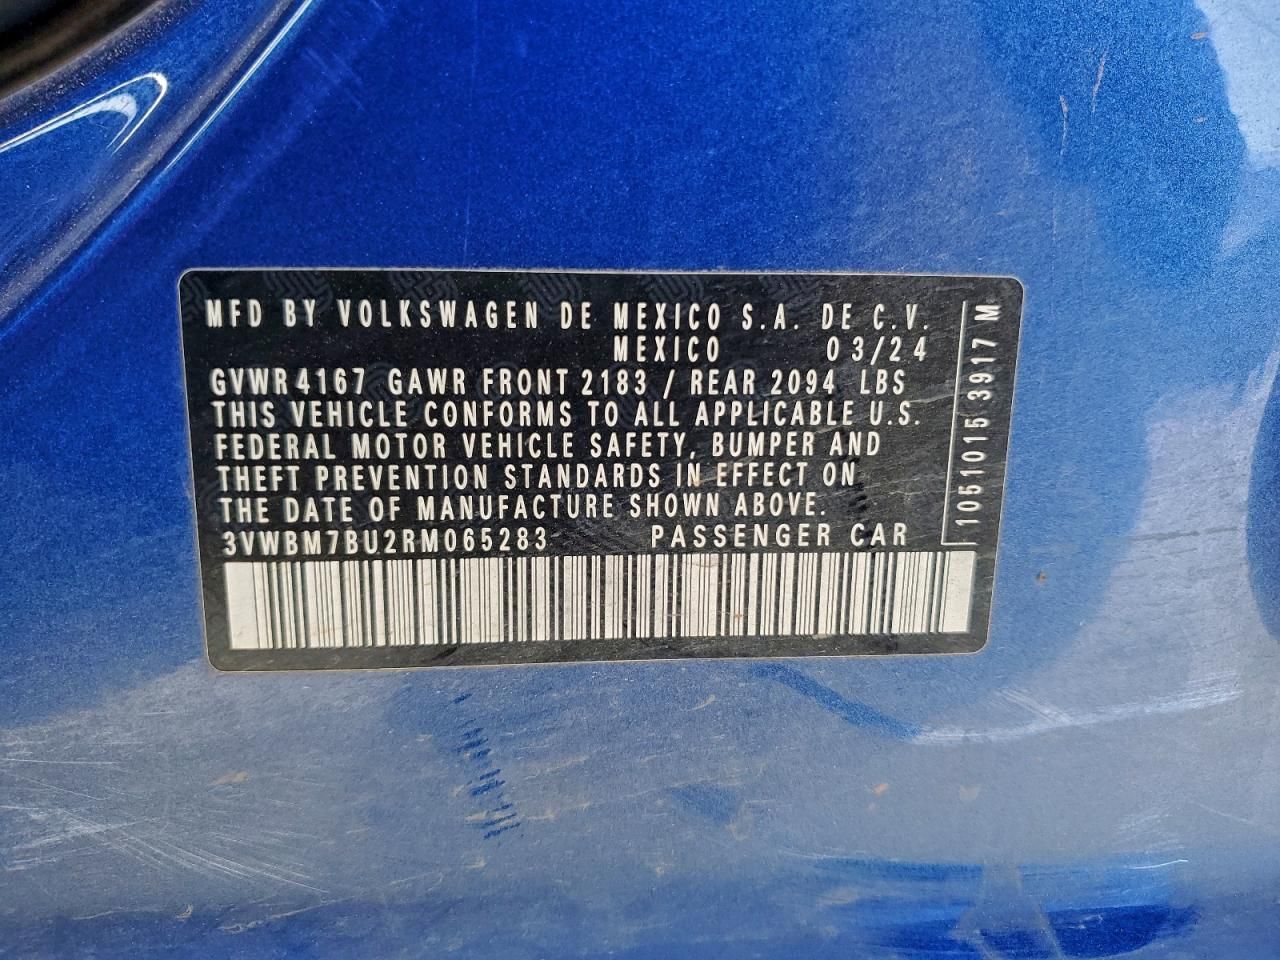 MFD BY VOLKSWAGEN DE MEXICO S.A. DE C.V.
MEXICO 03/24
GVWR 4167 GAWR FRONT 2183 / REAR 2094 LBS
THIS VEHICLE CONFORMS TO ALL APPLICABLE U.S.
FEDERAL MOTOR VEHICLE SAFETY, BUMPER AND
THEFT PREVENTION STANDARDS IN EFFECT ON
THE DATE OF MANUFACTURE SHOWN ABOVE.
3VWBM7BU2RM065283 PASSENGER CAR
1051015 3917 M